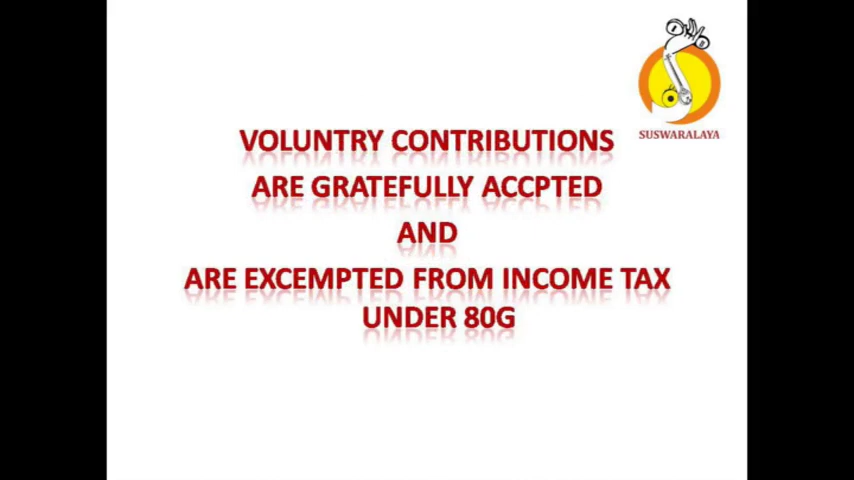 SUSWARALAYA
VOLUNTRY CONTRIBUTIONS
ARE GRATEFULLY ACCPTED
AND
ARE EXCEMPTED FROM INCOME TAX
UNDER 80G